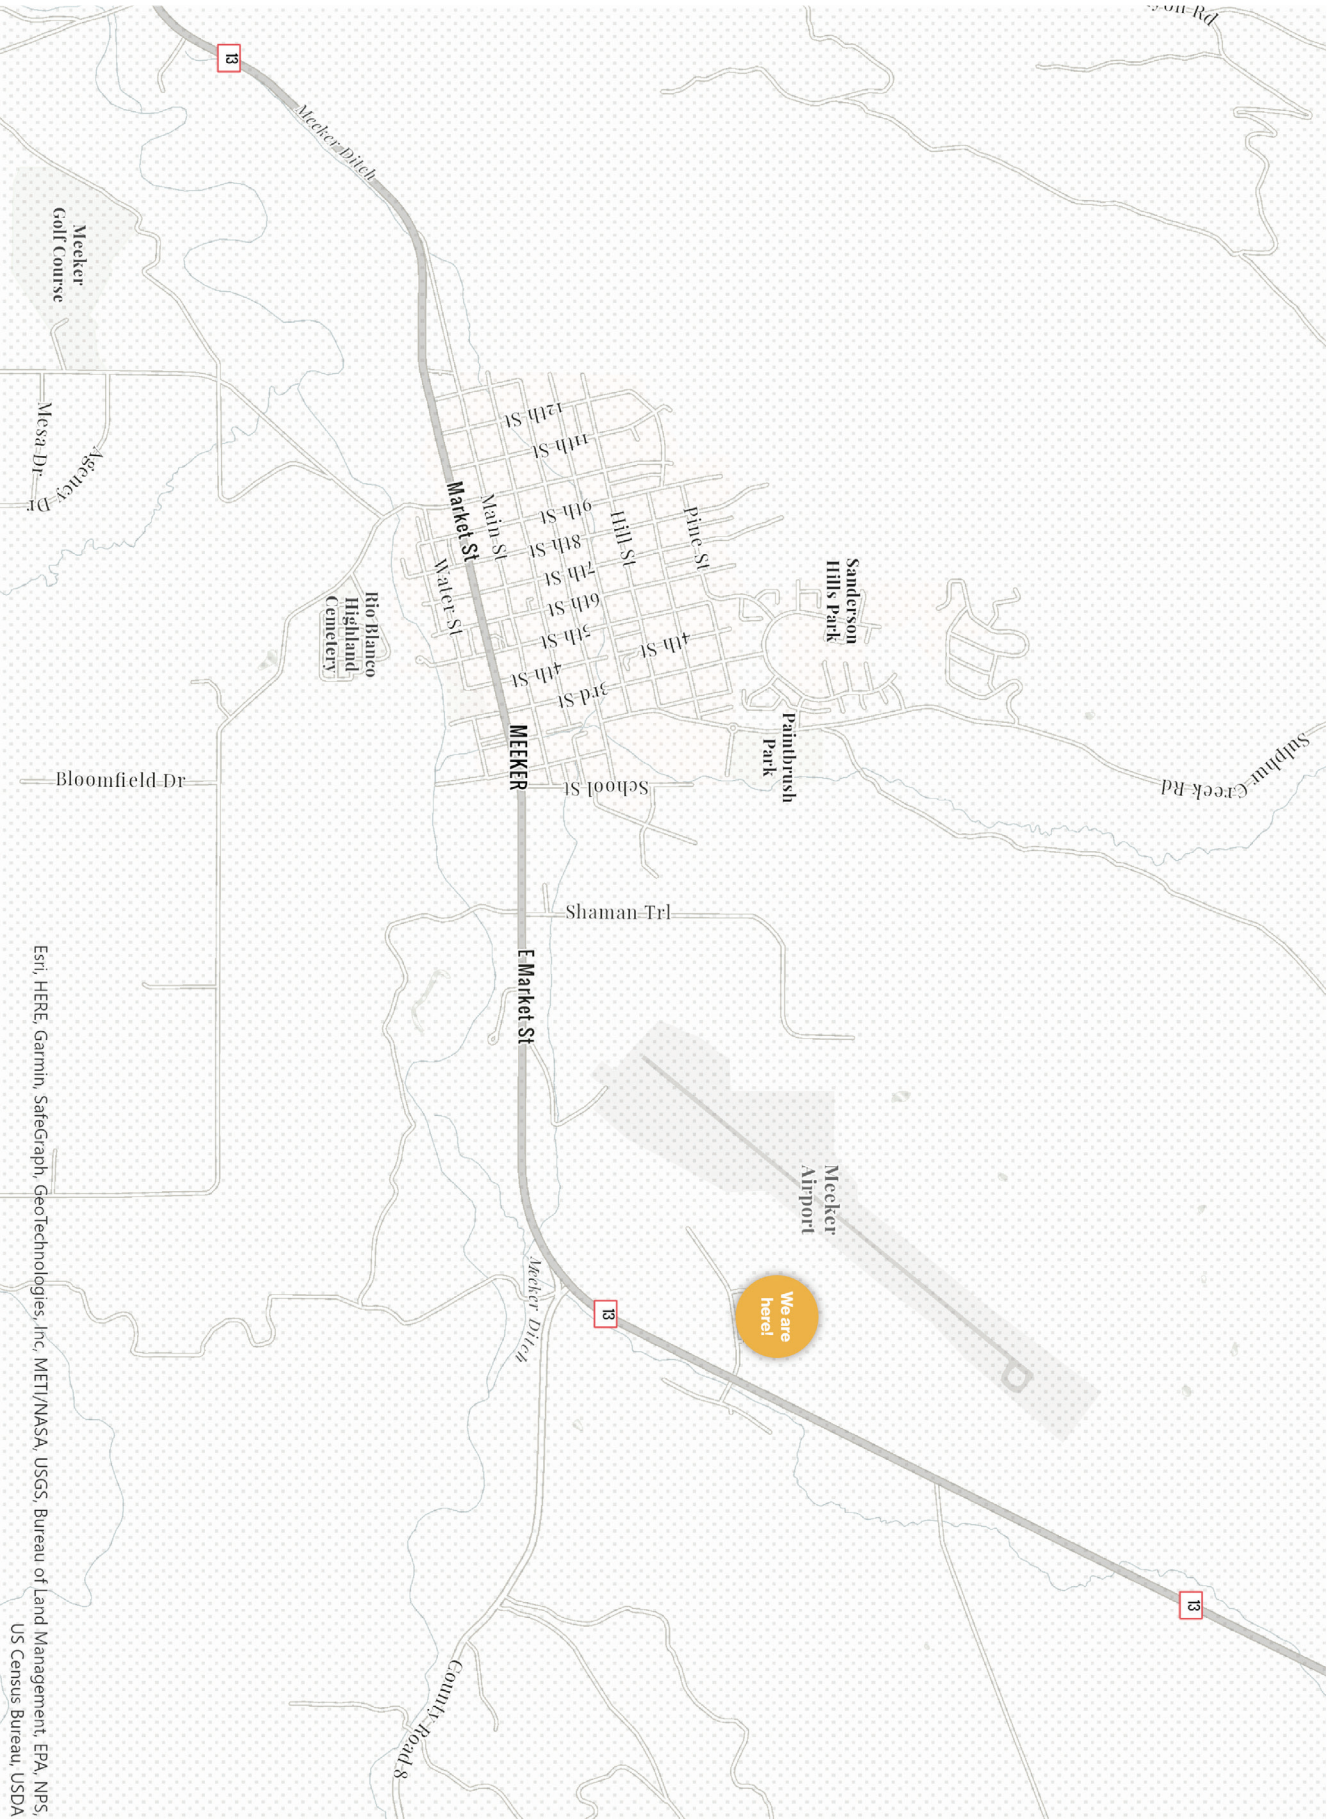 13
Meeker Ditch
Meeker
Golf Course
Mesa Dr
Agency Dr
12th St
11th St
9th St
8th St
7th St
6th St
5th St
4th St
4th St
3rd St
Market St
Main St
Hill St
Pine St
Water St
Rio Blanco
Highland
Cemetery
Sanderson
Hills Park
Paintbrush
Park
MEEKER
School St
Bloomfield Dr
Sulphur Creek Rd
Shaman Trl
E Market St
Meeker
Airport
We are
here!
13
Meeker Ditch
13
County Road 8
Esri, HERE, Garmin, SafeGraph, GeoTechnologies, Inc, METI/NASA, USGS, Bureau of Land Management, EPA, NPS,
US Census Bureau, USDA